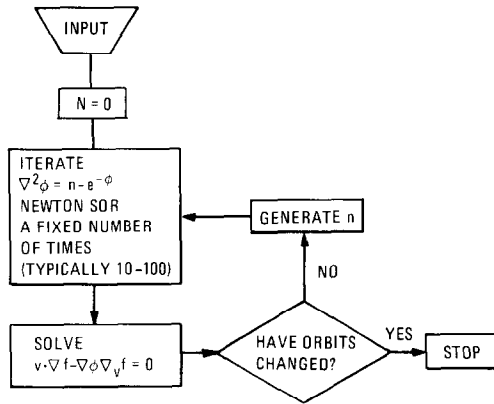 INPUT
N = 0
ITERATE
∇²ϕ = n - e^-ϕ
NEWTON SOR
A FIXED NUMBER
OF TIMES
(TYPICALLY 10-100)
GENERATE n
NO
SOLVE
v·∇f-∇ϕ∇ᵥf = 0
HAVE ORBITS
CHANGED?
YES
STOP